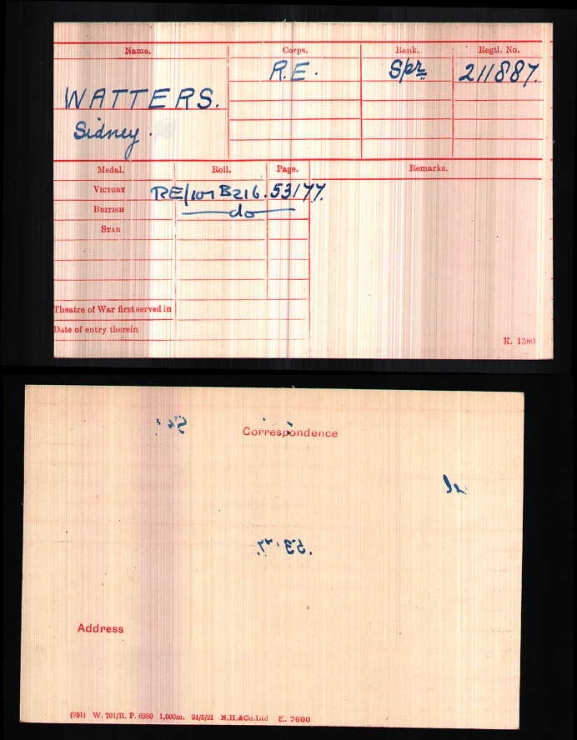 Name. Corps. Rank. Regtl. No.
R.E. Spr 211887.
WATTERS.
Sidney.
Medal. Roll. Page. Remarks.
VICTORY RE/101 B216. 53177.
BRITISH do
STAR
Theatre of War first served in
Date of entry therein
K. 1380
Correspondence
Address
(391) W. 701/R. P. 6980 1,000m. 21/5/21 N.H.&Co.Ltd E. 7600